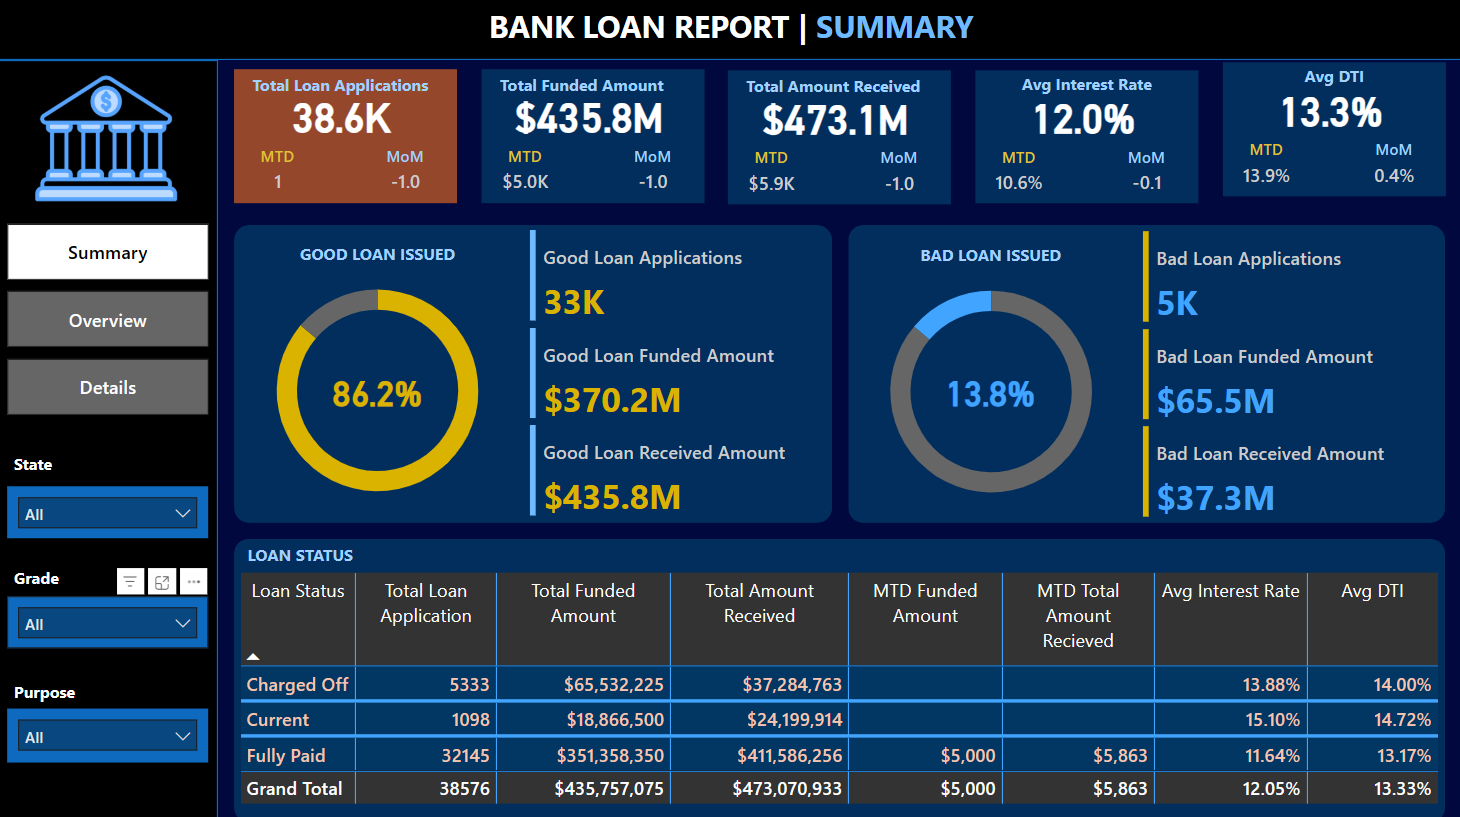 BANK LOAN REPORT | SUMMARY
$
Summary
Overview
Details
State
All
Grade
All
Purpose
All
Total Loan Applications
38.6K
MTD MoM
1 -1.0
Total Funded Amount
$435.8M
MTD MoM
$5.0K -1.0
Total Amount Received
$473.1M
MTD MoM
$5.9K -1.0
Avg Interest Rate
12.0%
MTD MoM
10.6% -0.1
Avg DTI
13.3%
MTD MoM
13.9% 0.4%
GOOD LOAN ISSUED
86.2%
Good Loan Applications
33K
Good Loan Funded Amount
$370.2M
Good Loan Received Amount
$435.8M
BAD LOAN ISSUED
13.8%
Bad Loan Applications
5K
Bad Loan Funded Amount
$65.5M
Bad Loan Received Amount
$37.3M
LOAN STATUS
Loan Status
Total Loan
Application
Total Funded
Amount
Total Amount
Received
MTD Funded
Amount
MTD Total
Amount
Recieved
Avg Interest Rate
Avg DTI
Charged Off 5333 $65,532,225 $37,284,763 13.88% 14.00%
Current 1098 $18,866,500 $24,199,914 15.10% 14.72%
Fully Paid 32145 $351,358,350 $411,586,256 $5,000 $5,863 11.64% 13.17%
Grand Total 38576 $435,757,075 $473,070,933 $5,000 $5,863 12.05% 13.33%